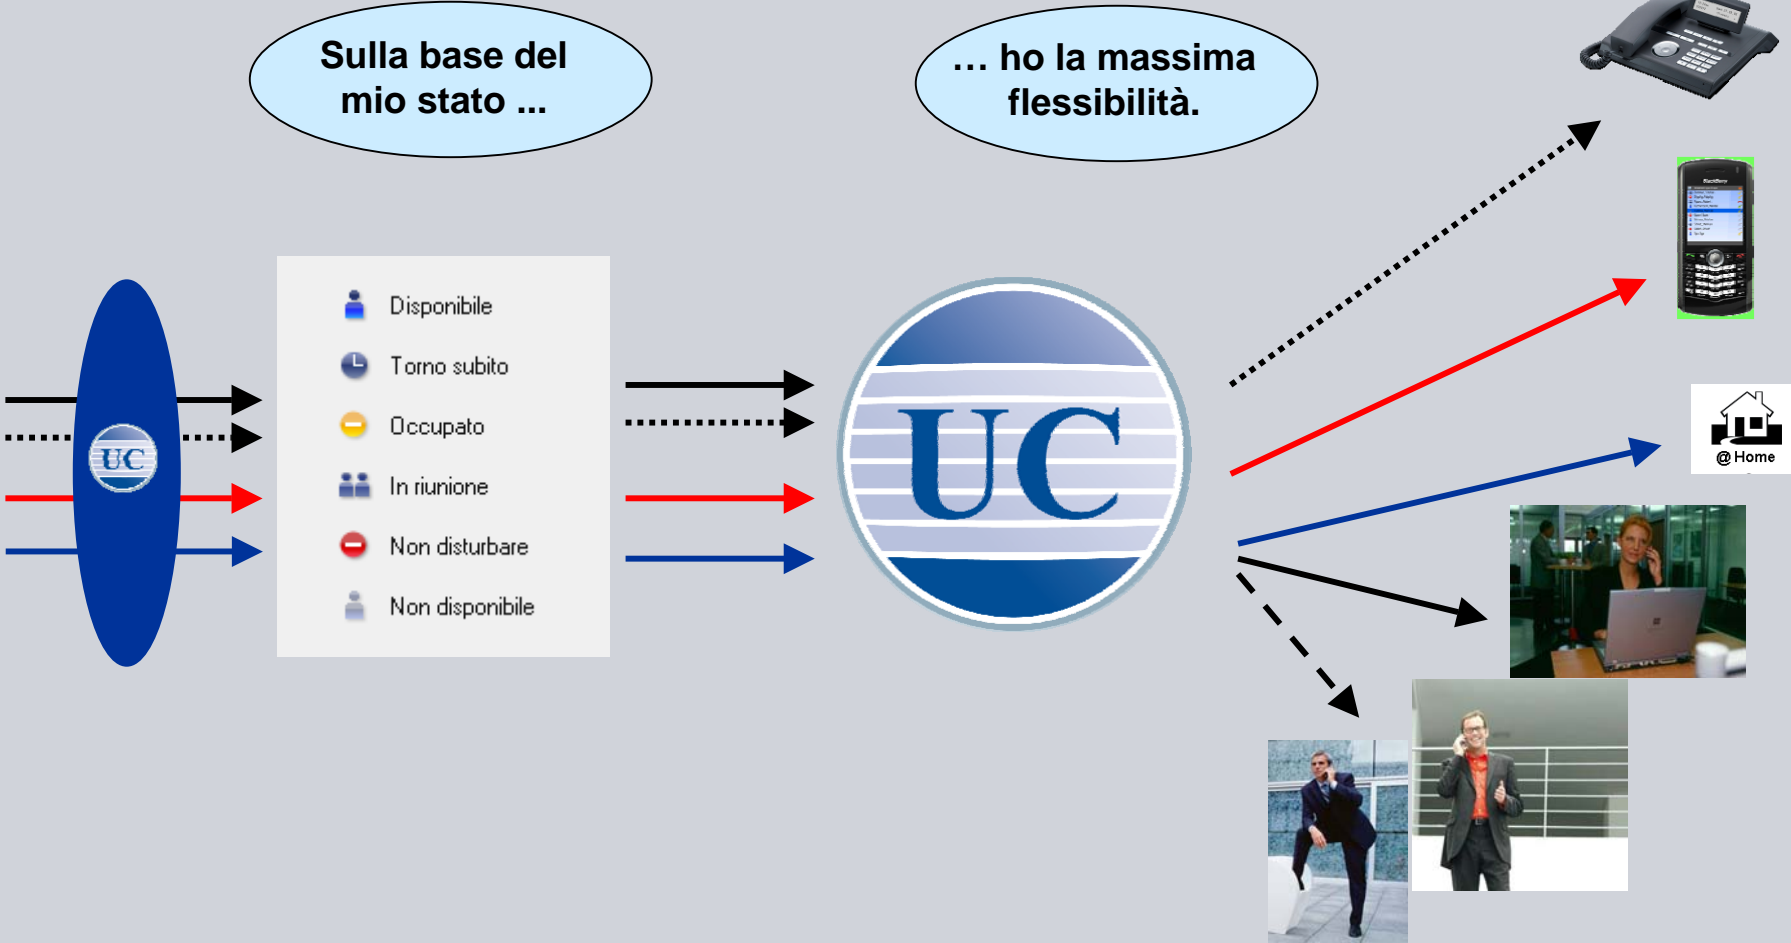 Sulla base del
mio stato ...
… ho la massima
flessibilità.
UC
Disponibile
Torno subito
Occupato
In riunione
Non disturbare
Non disponibile
UC
BlackBerry
@ Home